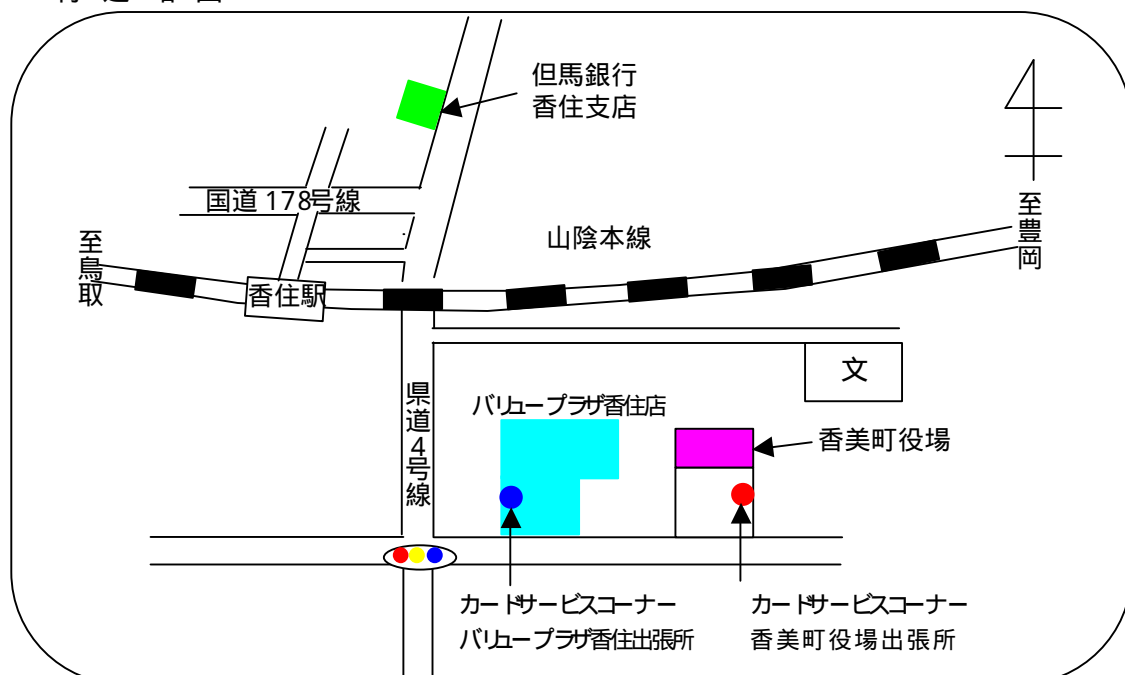 但馬銀行
香住支店
国道178号線
至豊岡
山陰本線
至鳥取
香住駅
文
県道4号線
バリュープラザ香住店
香美町役場
カードサービスコーナー
バリュープラザ香住出張所
カードサービスコーナー
香美町役場出張所